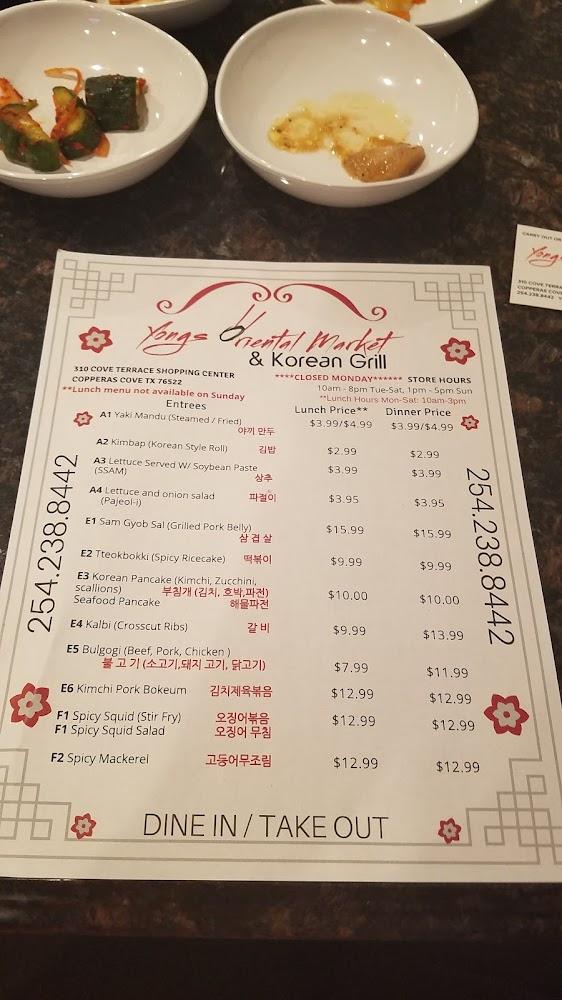 CARRY OUT OR
310 COVE TERRA
COPPERAS COV
254.238.8442
Yongs Oriental Market
& Korean Grill
310 COVE TERRACE SHOPPING CENTER
COPPERAS COVE TX 76522
****CLOSED MONDAY****** STORE HOURS
10am - 8pm Tue-Sat, 1pm - 5pm Sun
**Lunch menu not available on Sunday
**Lunch Hours Mon-Sat: 10am-3pm
Entrees Lunch Price** Dinner Price
A1 Yaki Mandu (Steamed / Fried) $3.99/$4.99 $3.99/$4.99
야끼 만두
A2 Kimbap (Korean Style Roll) 김밥 $2.99 $2.99
A3 Lettuce Served W/ Soybean Paste $3.99 $3.99
(SSAM) 상추
A4 Lettuce and onion salad 파절이 $3.95 $3.95
(Pajeol-i)
E1 Sam Gyob Sal (Grilled Pork Belly) $15.99 $15.99
삼 겹 살
E2 Tteokbokki (Spicy Ricecake) 떡볶이 $9.99 $9.99
E3 Korean Pancake (Kimchi, Zucchini,
scallions) 부침개 (김치, 호박,파전) $10.00 $10.00
Seafood Pancake 해물파전
E4 Kalbi (Crosscut Ribs) 갈 비 $9.99 $13.99
E5 Bulgogi (Beef, Pork, Chicken )
불 고 기 (소고기,돼지 고기, 닭고기) $7.99 $11.99
E6 Kimchi Pork Bokeum 김치제육볶음 $12.99 $12.99
F1 Spicy Squid (Stir Fry) 오징어볶음 $12.99 $12.99
F1 Spicy Squid Salad 오징어 무침
F2 Spicy Mackerel 고등어무조림 $12.99 $12.99
DINE IN / TAKE OUT
254.238.8442
254.238.8442